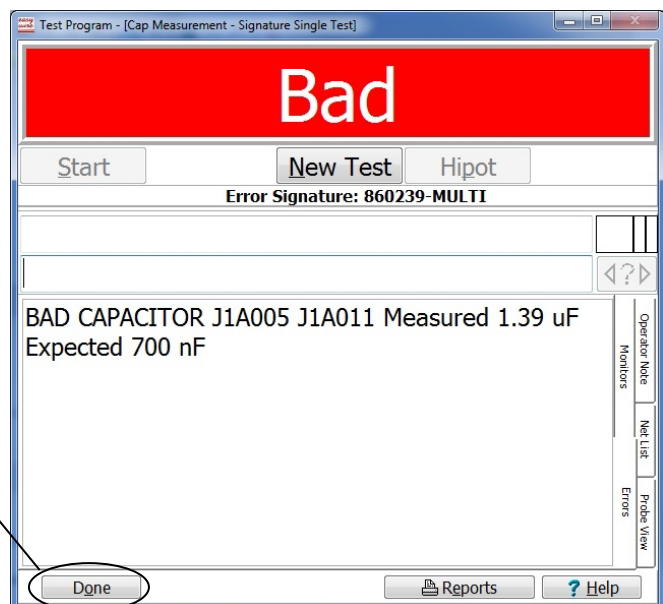 Test Program - [Cap Measurement - Signature Single Test]
Bad
Start
New Test
Hipot
Error Signature: 860239-MULTI
?
BAD CAPACITOR J1A005 J1A011 Measured 1.39 uF
Expected 700 nF
Operator Note
Monitors
Net List
Errors
Probe View
Done
Reports
? Help